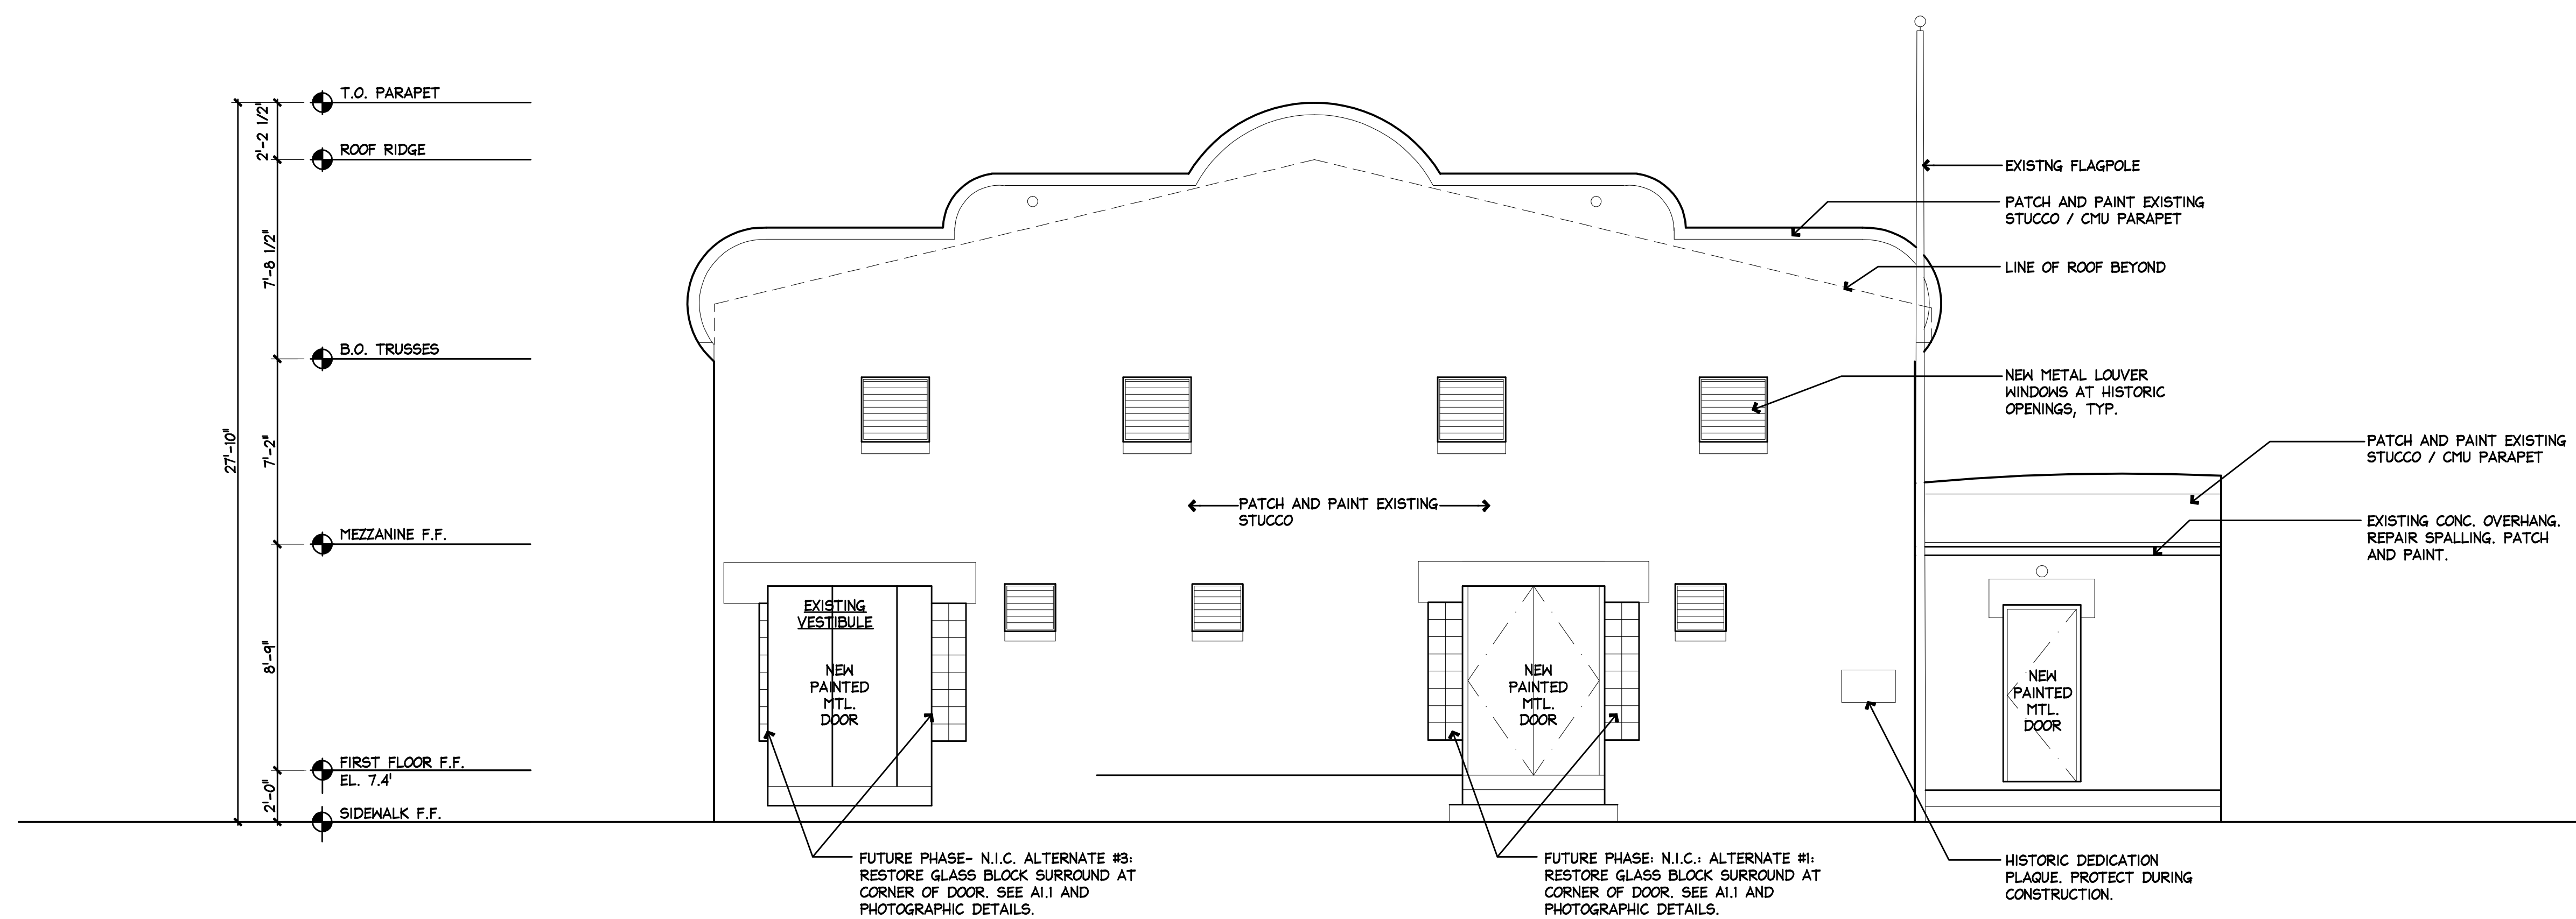 T.O. PARAPET
ROOF RIDGE
B.O. TRUSSES
MEZZANINE F.F.
FIRST FLOOR F.F.
EL. 7.4'
SIDEWALK F.F.
27'-10"
2'-2 1/2"
7'-8 1/2"
7'-2"
8'-9"
2'-0"
PATCH AND PAINT EXISTING
STUCCO
EXISTING
VESTIBULE
NEW
PAINTED
MTL.
DOOR
NEW
PAINTED
MTL.
DOOR
NEW
PAINTED
MTL.
DOOR
EXISTNG FLAGPOLE
PATCH AND PAINT EXISTING
STUCCO / CMU PARAPET
LINE OF ROOF BEYOND
NEW METAL LOUVER
WINDOWS AT HISTORIC
OPENINGS, TYP.
PATCH AND PAINT EXISTING
STUCCO / CMU PARAPET
EXISTING CONC. OVERHANG.
REPAIR SPALLING. PATCH
AND PAINT.
FUTURE PHASE- N.I.C. ALTERNATE #3:
RESTORE GLASS BLOCK SURROUND AT
CORNER OF DOOR. SEE A1.1 AND
PHOTOGRAPHIC DETAILS.
FUTURE PHASE: N.I.C.: ALTERNATE #1:
RESTORE GLASS BLOCK SURROUND AT
CORNER OF DOOR. SEE A1.1 AND
PHOTOGRAPHIC DETAILS.
HISTORIC DEDICATION
PLAQUE. PROTECT DURING
CONSTRUCTION.